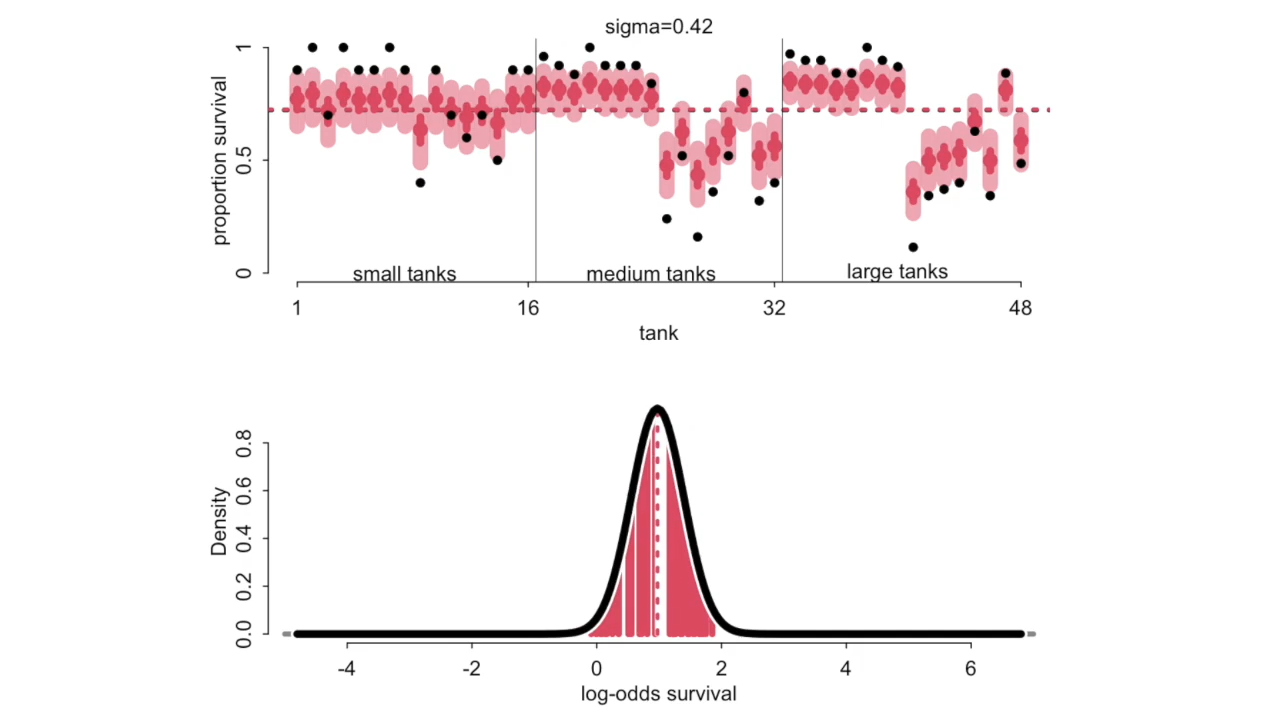 sigma=0.42
proportion survival
1
0.5
0
small tanks
medium tanks
large tanks
1
16
32
48
tank
Density
0.8
0.6
0.4
0.2
0.0
-4
-2
0
2
4
6
log-odds survival